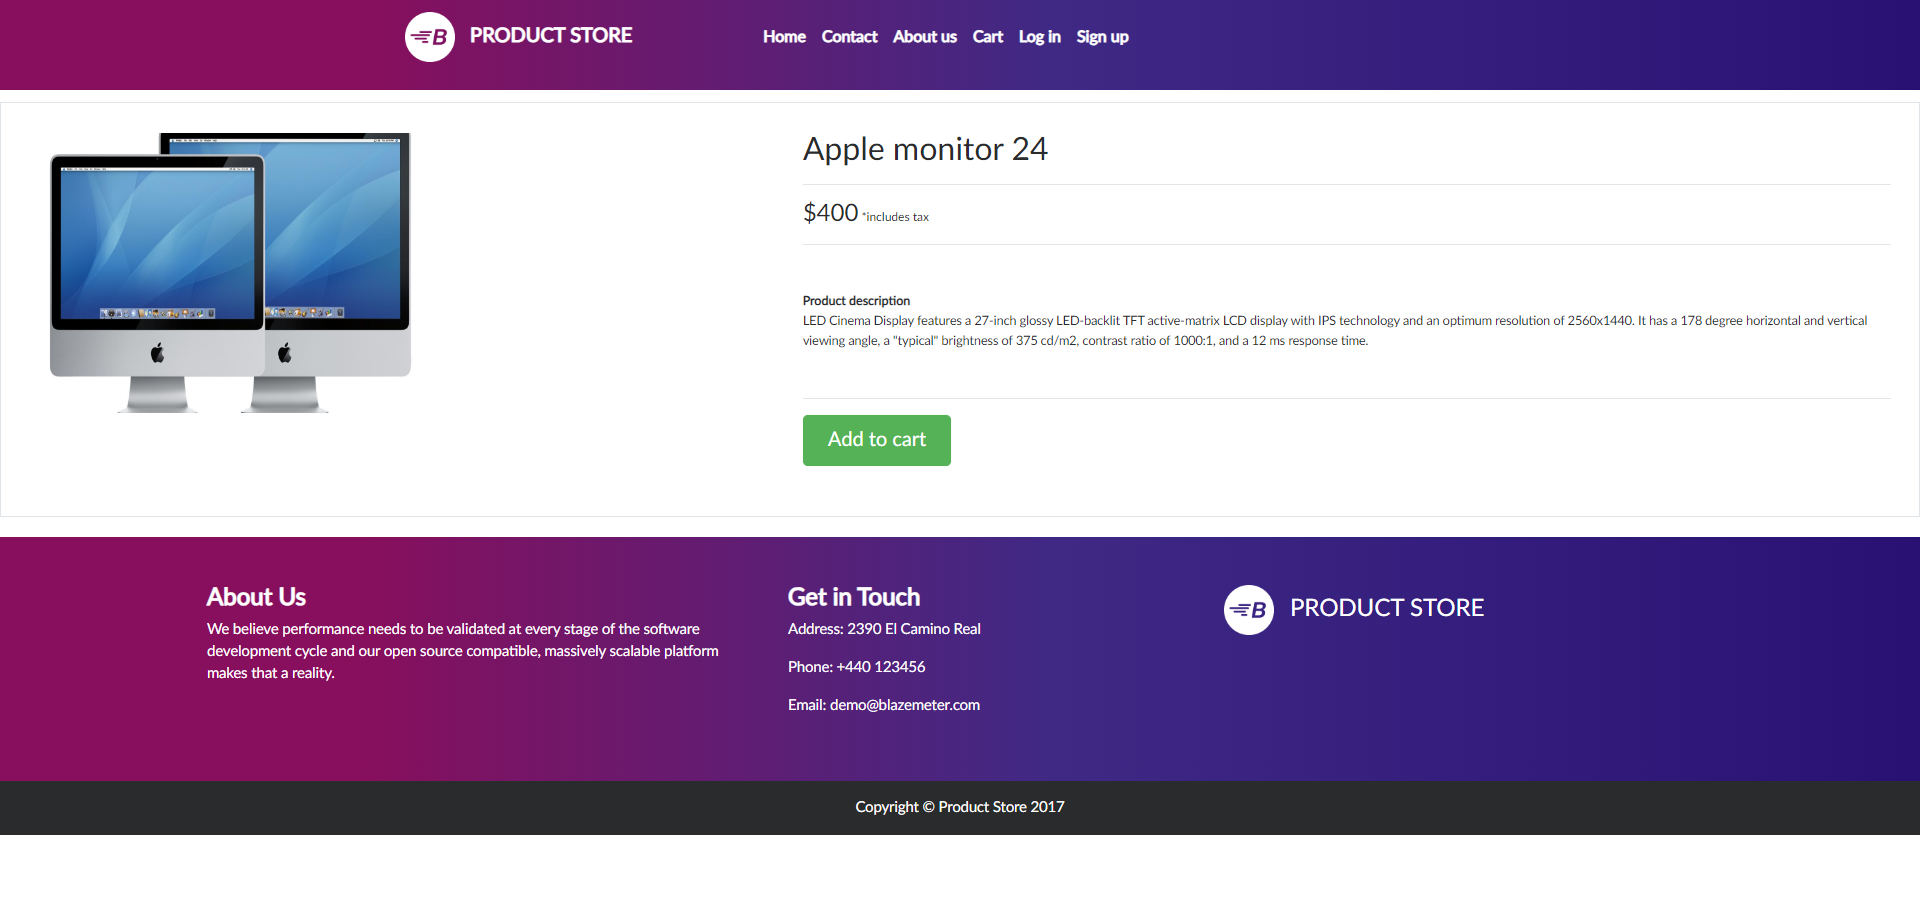 B PRODUCT STORE Home Contact About us Cart Log in Sign up
Apple monitor 24
$400 *includes tax
Product description
LED Cinema Display features a 27-inch glossy LED-backlit TFT active-matrix LCD display with IPS technology and an optimum resolution of 2560x1440. It has a 178 degree horizontal and vertical
viewing angle, a "typical" brightness of 375 cd/m2, contrast ratio of 1000:1, and a 12 ms response time.
Add to cart
About Us
We believe performance needs to be validated at every stage of the software
development cycle and our open source compatible, massively scalable platform
makes that a reality.
Get in Touch
Address: 2390 El Camino Real
Phone: +440 123456
Email: demo@blazemeter.com
B PRODUCT STORE
Copyright © Product Store 2017